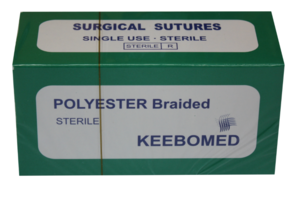 SURGICAL SUTURES
SINGLE USE - STERILE
STERILE R
POLYESTER Braided
STERILE
KEEBOMED